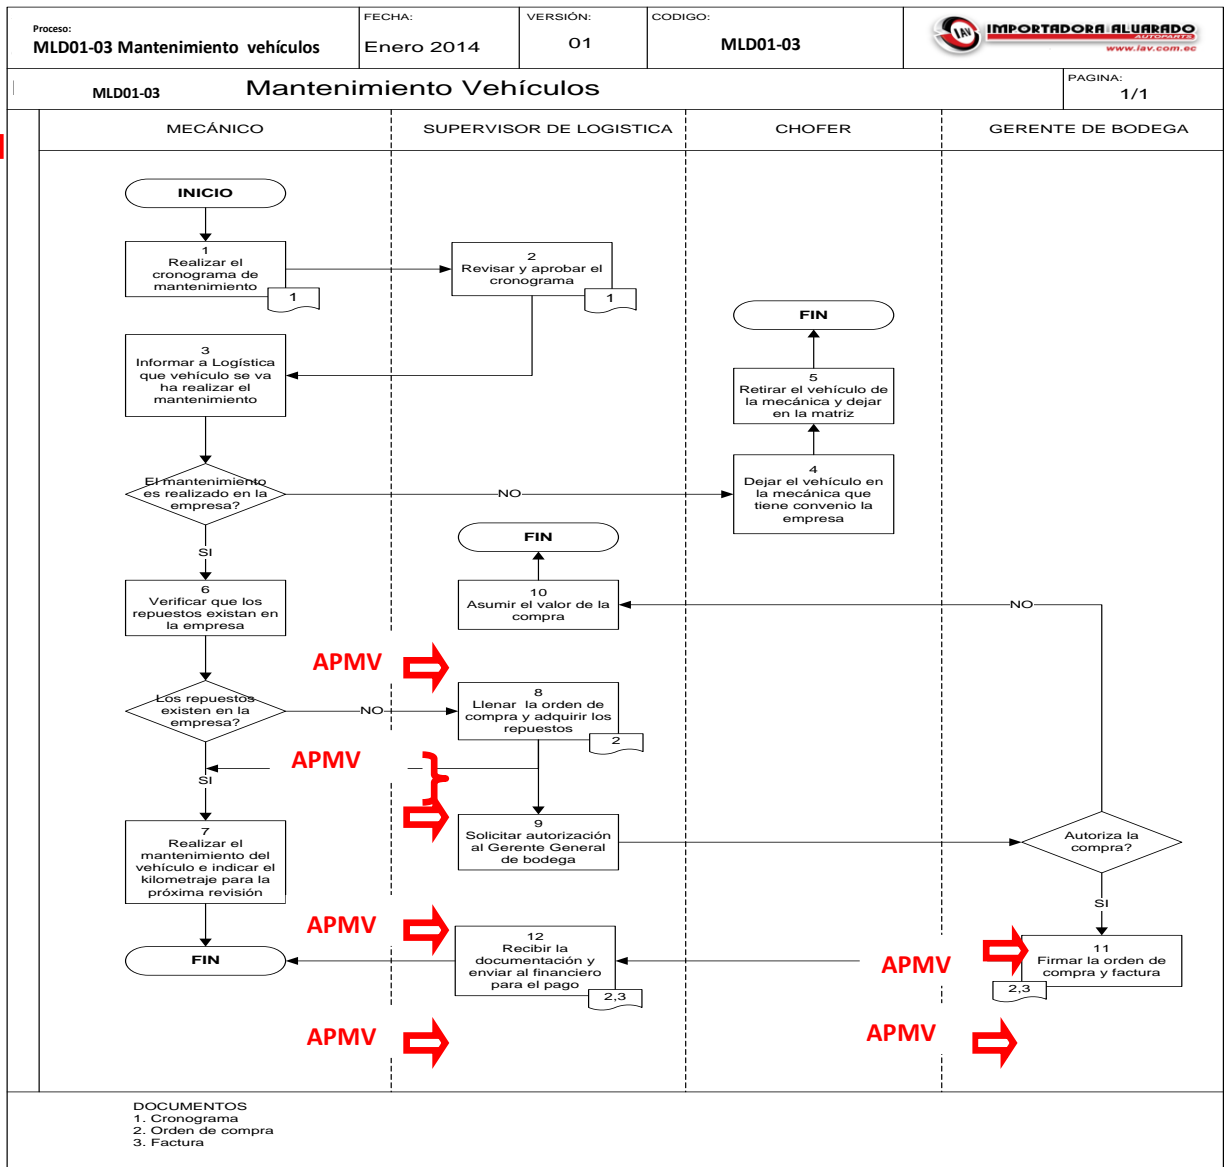 Proceso:
MLD01-03 Mantenimiento vehículos
FECHA:
Enero 2014
VERSIÓN:
01
CODIGO:
MLD01-03
IAV
IMPORTADORA ALVARADO
AUTOPARTS
www.iav.com.ec
MLD01-03
Mantenimiento Vehículos
PAGINA:
1/1
MECÁNICO
SUPERVISOR DE LOGISTICA
CHOFER
GERENTE DE BODEGA
INICIO
1
Realizar el
cronograma de
mantenimiento
1
2
Revisar y aprobar el
cronograma
1
3
Informar a Logística
que vehículo se va
ha realizar el
mantenimiento
FIN
5
Retirar el vehículo de
la mecánica y dejar
en la matriz
El mantenimiento
es realizado en la
empresa?
NO
4
Dejar el vehículo en
la mecánica que
tiene convenio la
empresa
SI
FIN
6
Verificar que los
repuestos existan en
la empresa
10
Asumir el valor de la
compra
NO
APMV
Los repuestos
existen en la
empresa?
NO
8
Llenar la orden de
compra y adquirir los
repuestos
2
APMV
SI
7
Realizar el
mantenimiento del
vehículo e indicar el
kilometraje para la
próxima revisión
9
Solicitar autorización
al Gerente General
de bodega
Autoriza la
compra?
SI
APMV
FIN
12
Recibir la
documentación y
enviar al financiero
para el pago
2,3
APMV
11
Firmar la orden de
compra y factura
2,3
APMV
APMV
DOCUMENTOS
1. Cronograma
2. Orden de compra
3. Factura